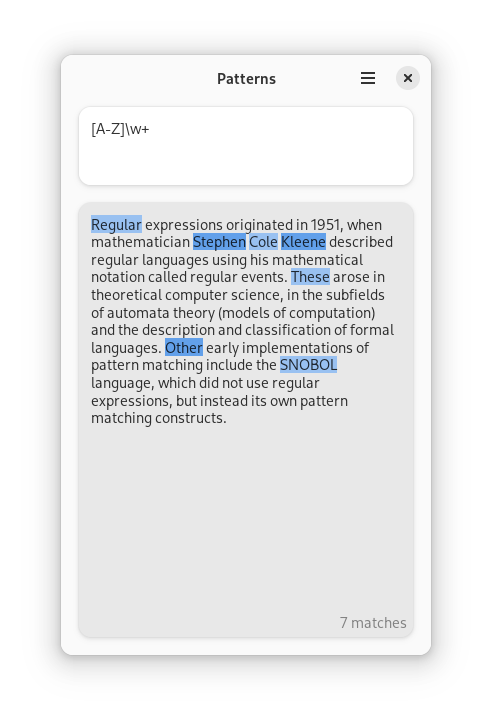 Patterns
[A-Z]\w+
Regular expressions originated in 1951, when
mathematician Stephen Cole Kleene described
regular languages using his mathematical
notation called regular events. These arose in
theoretical computer science, in the subfields
of automata theory (models of computation)
and the description and classification of formal
languages. Other early implementations of
pattern matching include the SNOBOL
language, which did not use regular
expressions, but instead its own pattern
matching constructs.
7 matches